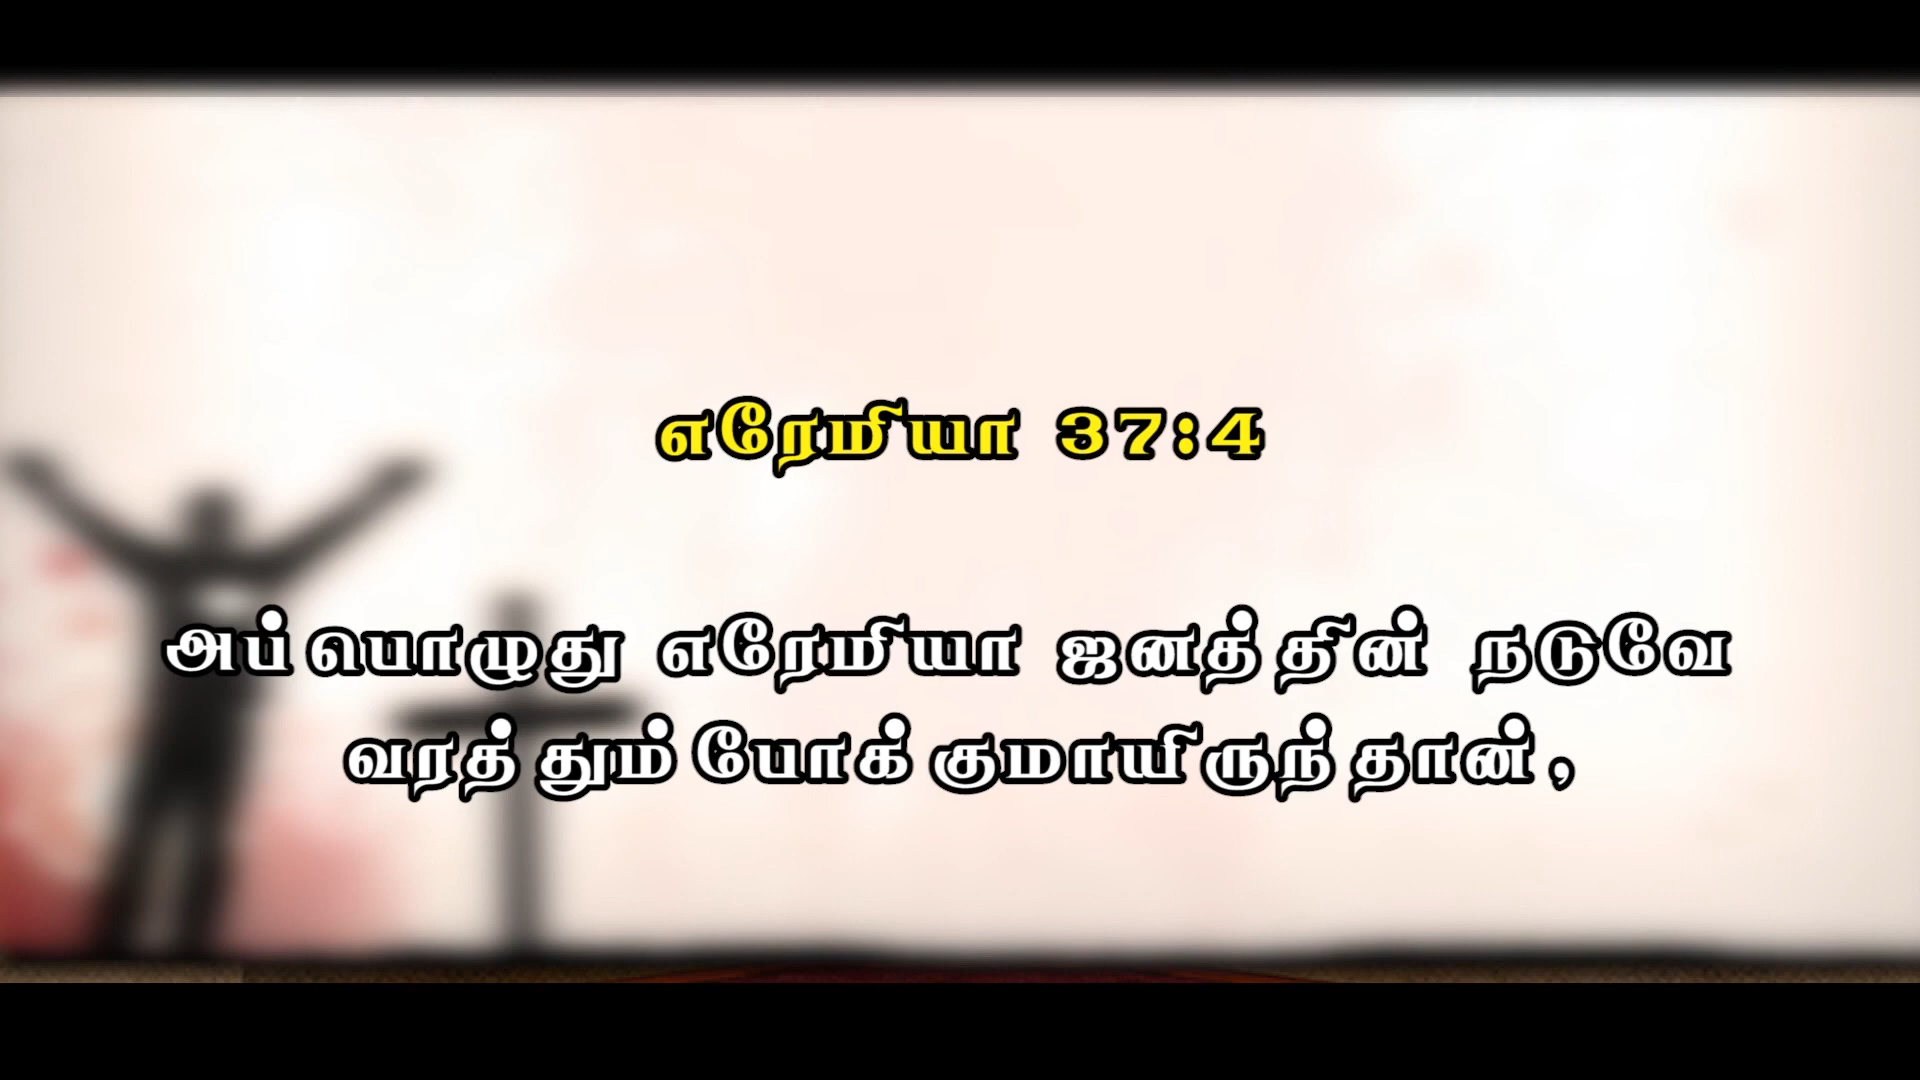 எரேமியா 37:4
அப்பொழுது எரேமியா ஜனத்தின் நடுவே
வரத்தும்போக்குமாயிருந்தான்,